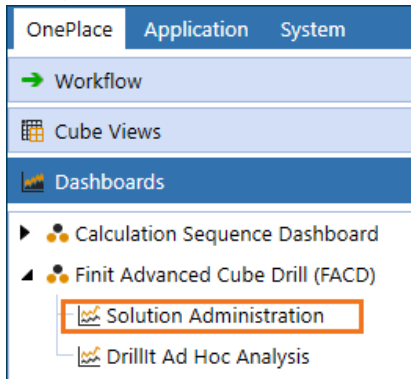 OnePlace Application System
Workflow
Cube Views
Dashboards
Calculation Sequence Dashboard
Finit Advanced Cube Drill (FACD)
Solution Administration
DrillIt Ad Hoc Analysis